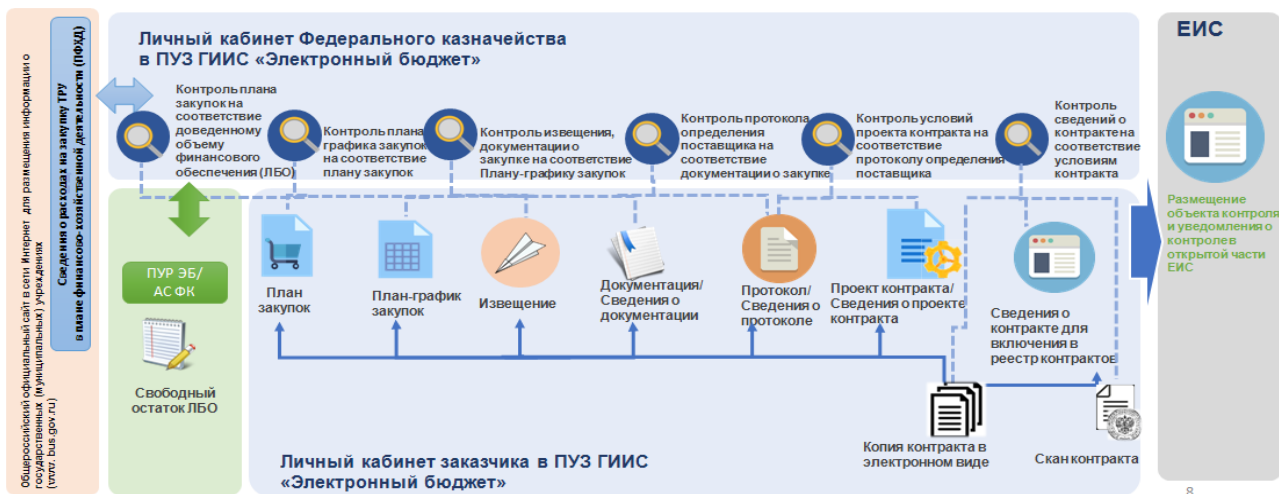 Общероссийский официальный сайт в сети Интернет для размещения информации о
государственных (муниципальных) учреждениях
(www. bus.gov.ru)
Сведения о расходах на закупку ТРУ
в плане финансово-хозяйственной деятельности (ПФХД)
Личный кабинет Федерального казначейства
в ПУЗ ГИИС «Электронный бюджет»
Контроль плана
закупок на
соответствие
доведенному
объему
финансового
обеспечения (ЛБО)
Контроль плана
графика закупок
на соответствие
плану закупок
Контроль извещения,
документации о
закупке на соответствие
Плану-графику закупок
Контроль протокола
определения
поставщика на
соответствие
документации о закупке
Контроль условий
проекта контракта на
соответствие
протоколу определения
поставщика
Контроль
сведений о
контракте на
соответствие
условиям
контракта
ЕИС
Размещение
объекта контроля
и уведомления о
контроле в
открытой части
ЕИС
ПУР ЭБ/
АС ФК
Свободный
остаток ЛБО
План
закупок
План-график
закупок
Извещение
Документация/
Сведения о
документации
Протокол/
Сведения о
протоколе
Проект контракта/
Сведения о проекте
контракта
Сведения о
контракте для
включения в
реестр контрактов
Копия контракта в
электронном виде
Скан контракта
Личный кабинет заказчика в ПУЗ ГИИС
«Электронный бюджет»
8